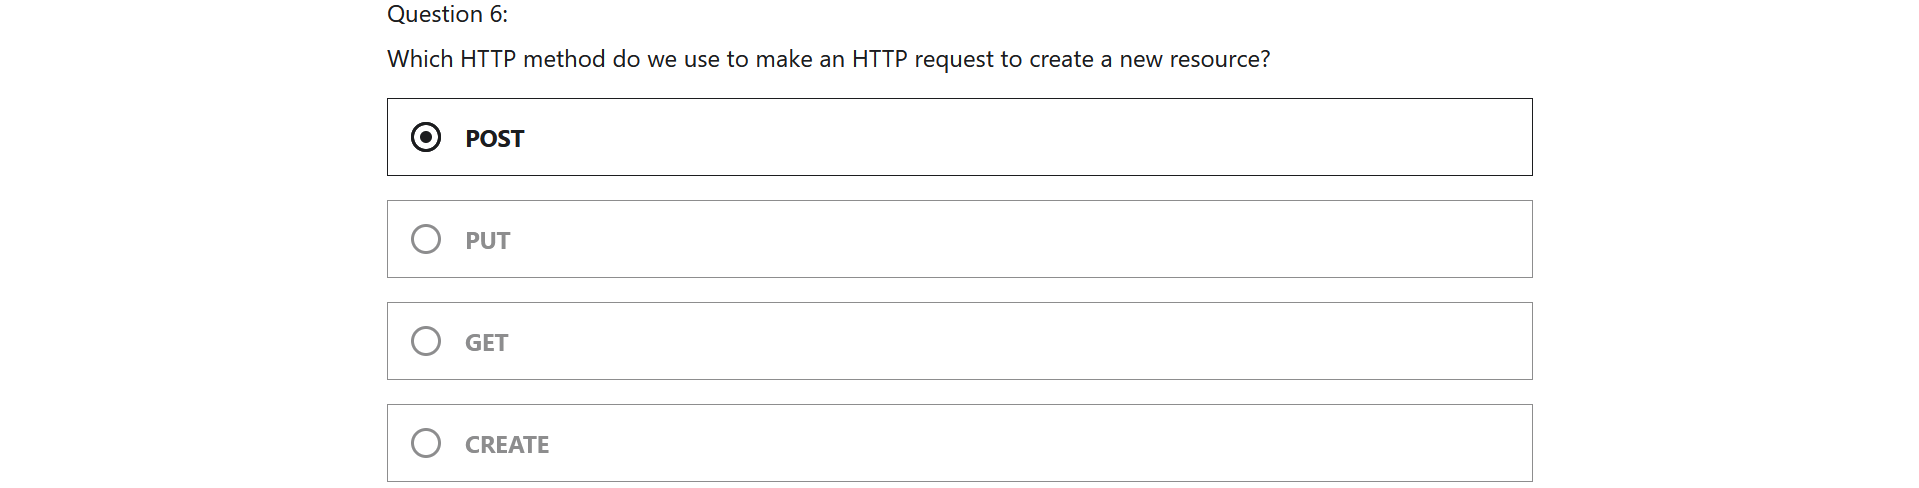 Question 6:
Which HTTP method do we use to make an HTTP request to create a new resource?
POST
PUT
GET
CREATE